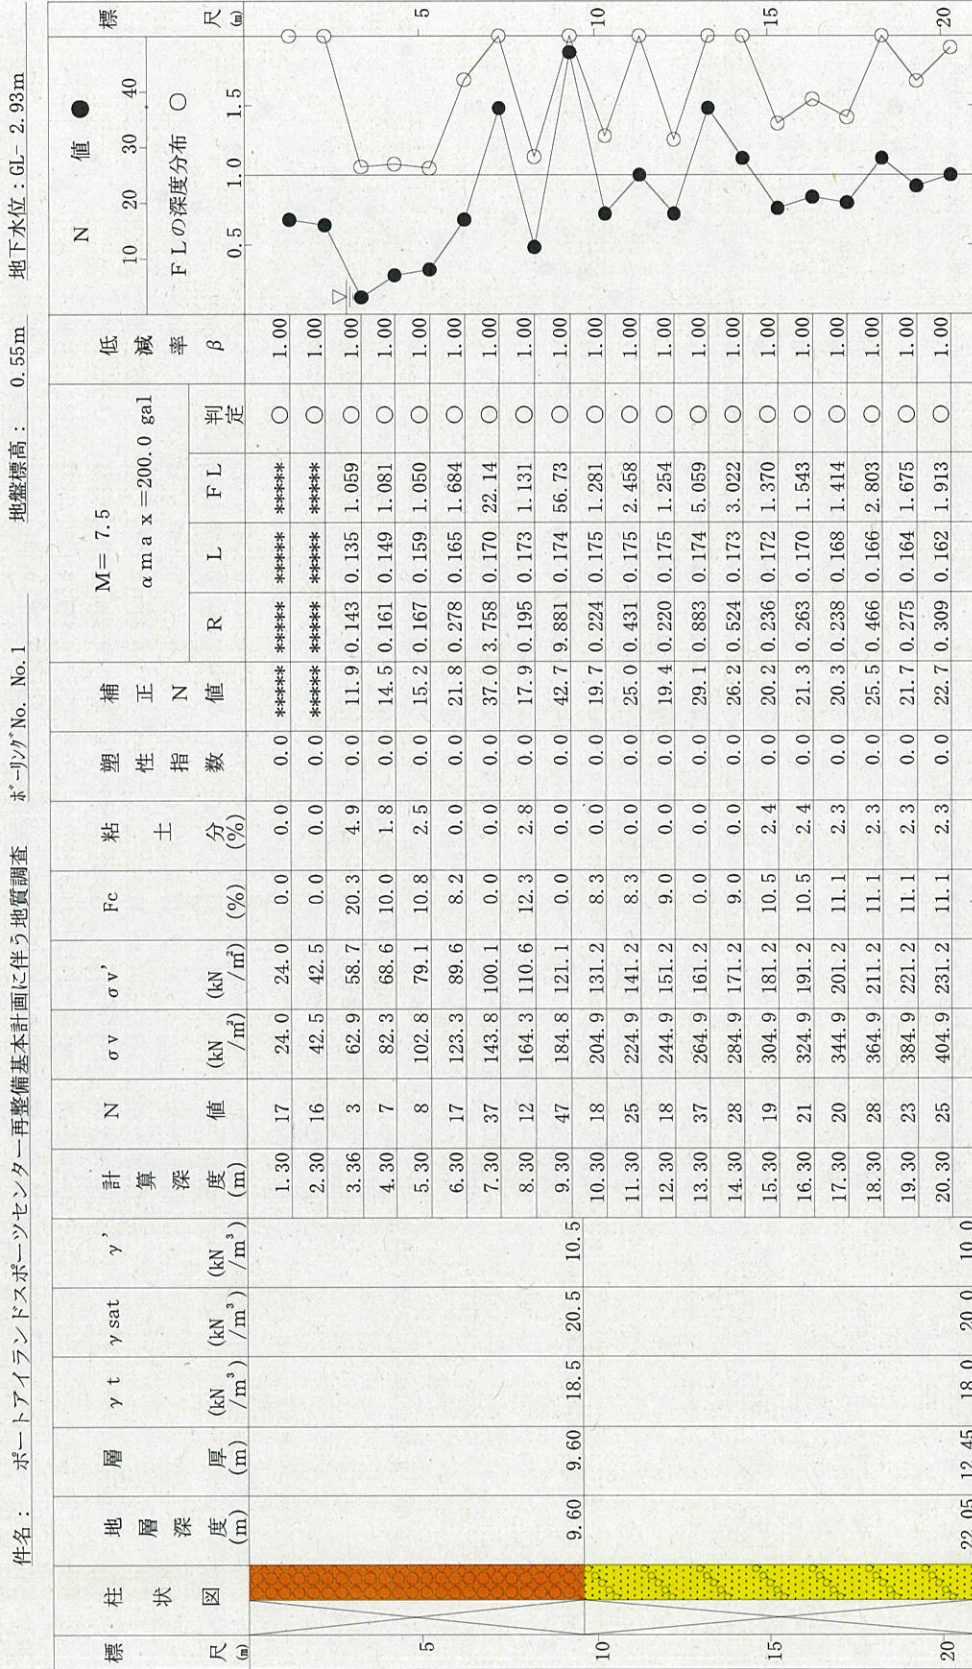 件名： ポートアイランドスポーツセンター再整備基本計画に伴う地質調査 ボーリングNo. No.1 地盤標高： 0.55m 地下水位：GL- 2.93m
標尺(m) 柱状図 地層深度(m) 層厚(m) γt(kN/m³) γsat(kN/m³) γ'(kN/m³) 計算深度(m) N値 σv(kN/m²) σv'(kN/m²) Fc(%) 粘土分(%) 塑性指数 補正N値 M= 7.5 αmax=200.0 gal R L FL 判定 低減率β N値 ● 10 20 30 40 FLの深度分布 ○ 0.5 1.0 1.5 標尺(m)
1.30 17 24.0 24.0 0.0 0.0 0.0 **** ***** ***** ***** ○ 1.00
2.30 16 42.5 42.5 0.0 0.0 0.0 **** ***** ***** ***** ○ 1.00
3.36 3 62.9 58.7 20.3 4.9 0.0 11.9 0.143 0.135 1.059 ○ 1.00
4.30 7 82.3 68.6 10.0 1.8 0.0 14.5 0.161 0.149 1.081 ○ 1.00
5 5.30 8 102.8 79.1 10.8 2.5 0.0 15.2 0.167 0.159 1.050 ○ 1.00 5
6.30 17 123.3 89.6 8.2 0.0 0.0 21.8 0.278 0.165 1.684 ○ 1.00
7.30 37 143.8 100.1 0.0 0.0 0.0 37.0 3.758 0.170 22.14 ○ 1.00
8.30 12 164.3 110.6 12.3 2.8 0.0 17.9 0.195 0.173 1.131 ○ 1.00
9.60 9.60 18.5 20.5 10.5 9.30 47 184.8 121.1 0.0 0.0 0.0 42.7 9.881 0.174 56.73 ○ 1.00
10 10.30 18 204.9 131.2 8.3 0.0 0.0 19.7 0.224 0.175 1.281 ○ 1.00 10
11.30 25 224.9 141.2 8.3 0.0 0.0 25.0 0.431 0.175 2.458 ○ 1.00
12.30 18 244.9 151.2 9.0 0.0 0.0 19.4 0.220 0.175 1.254 ○ 1.00
13.30 37 264.9 161.2 0.0 0.0 0.0 29.1 0.883 0.174 5.059 ○ 1.00
14.30 28 284.9 171.2 9.0 0.0 0.0 26.2 0.524 0.173 3.022 ○ 1.00
15 15.30 19 304.9 181.2 10.5 2.4 0.0 20.2 0.236 0.172 1.370 ○ 1.00 15
16.30 21 324.9 191.2 10.5 2.4 0.0 21.3 0.263 0.170 1.543 ○ 1.00
17.30 20 344.9 201.2 11.1 2.3 0.0 20.3 0.238 0.168 1.414 ○ 1.00
18.30 28 364.9 211.2 11.1 2.3 0.0 25.5 0.466 0.166 2.803 ○ 1.00
19.30 23 384.9 221.2 11.1 2.3 0.0 21.7 0.275 0.164 1.675 ○ 1.00
20 20.30 25 404.9 231.2 11.1 2.3 0.0 22.7 0.309 0.162 1.913 ○ 1.00 20
22.05 12.45 18.0 20.0 10.0